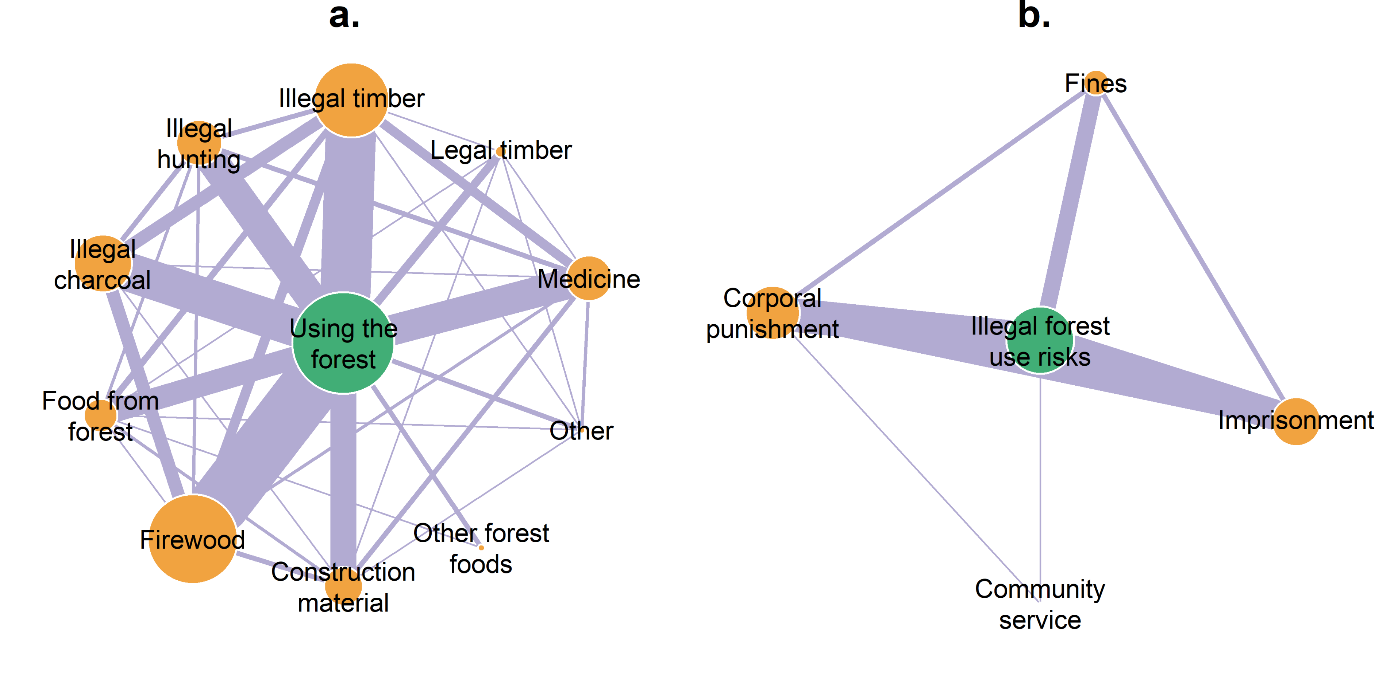 a.
Illegal timber
Illegal
hunting
Legal timber
Illegal
charcoal
Medicine
Using the
forest
Food from
forest
Other
Firewood
Other forest
foods
Construction
material
b.
Fines
Corporal
punishment
Illegal forest
use risks
Imprisonment
Community
service